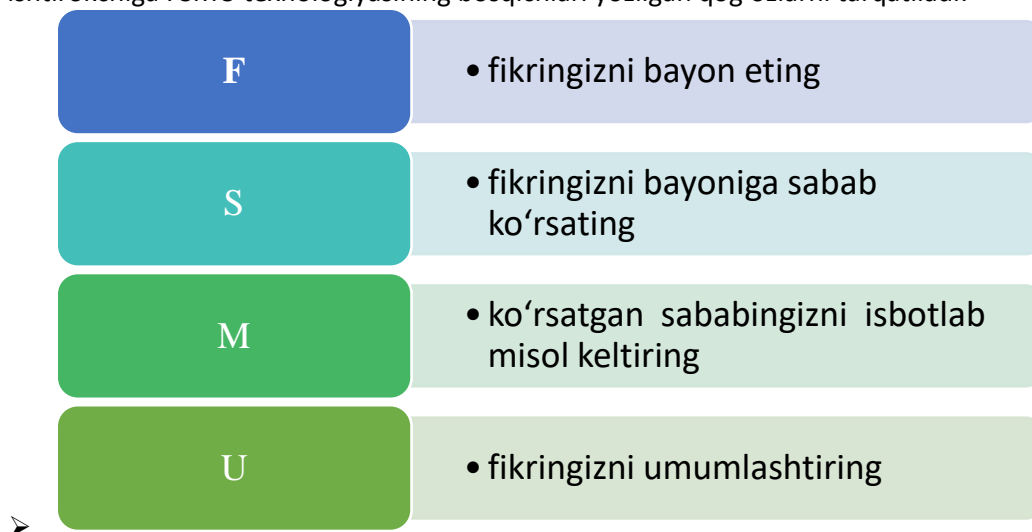 F
• fikringizni bayon eting
S
• fikringizni bayoniga sabab
ko‘rsating
M
• ko‘rsatgan sababingizni isbotlab
misol keltiring
U
• fikringizni umumlashtiring
➢